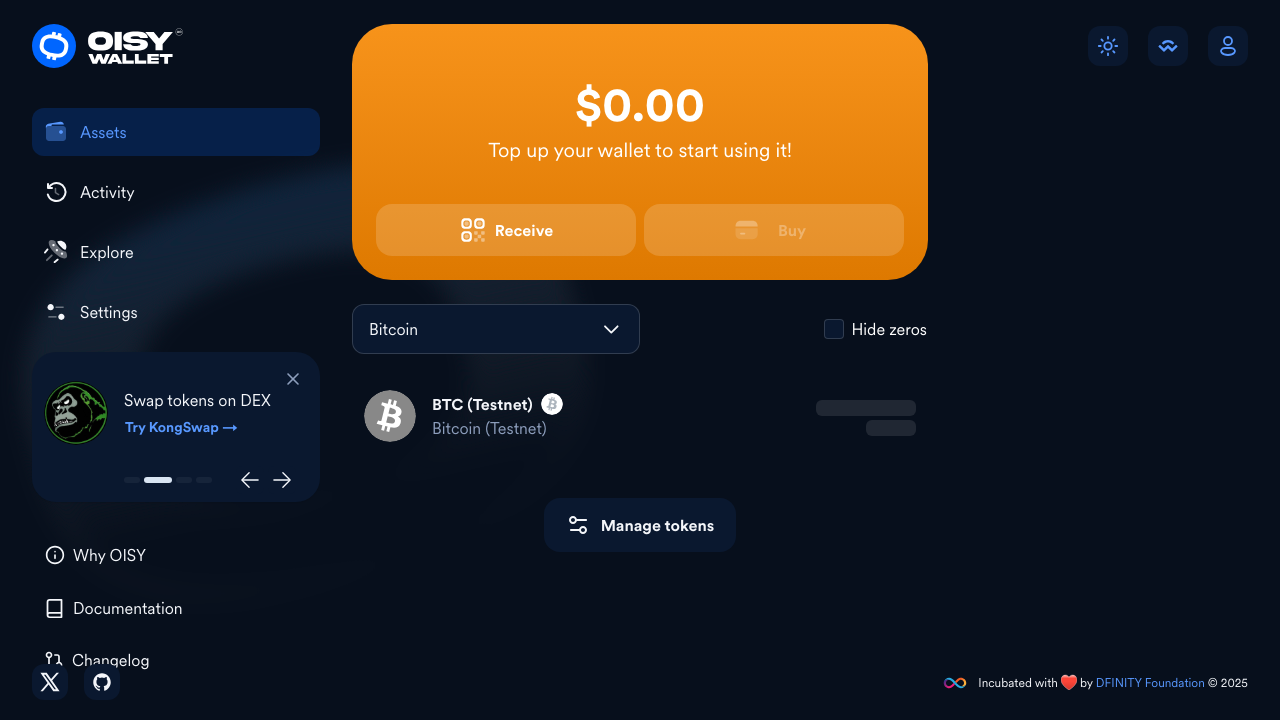 OISY
WALLET
Assets
Activity
Explore
Settings
Swap tokens on DEX
Try KongSwap →
Why OISY
Documentation
Changelog
$0.00
Top up your wallet to start using it!
Receive
Buy
Bitcoin
Hide zeros
BTC (Testnet)
Bitcoin (Testnet)
Manage tokens
Incubated with ❤️ by DFINITY Foundation © 2025